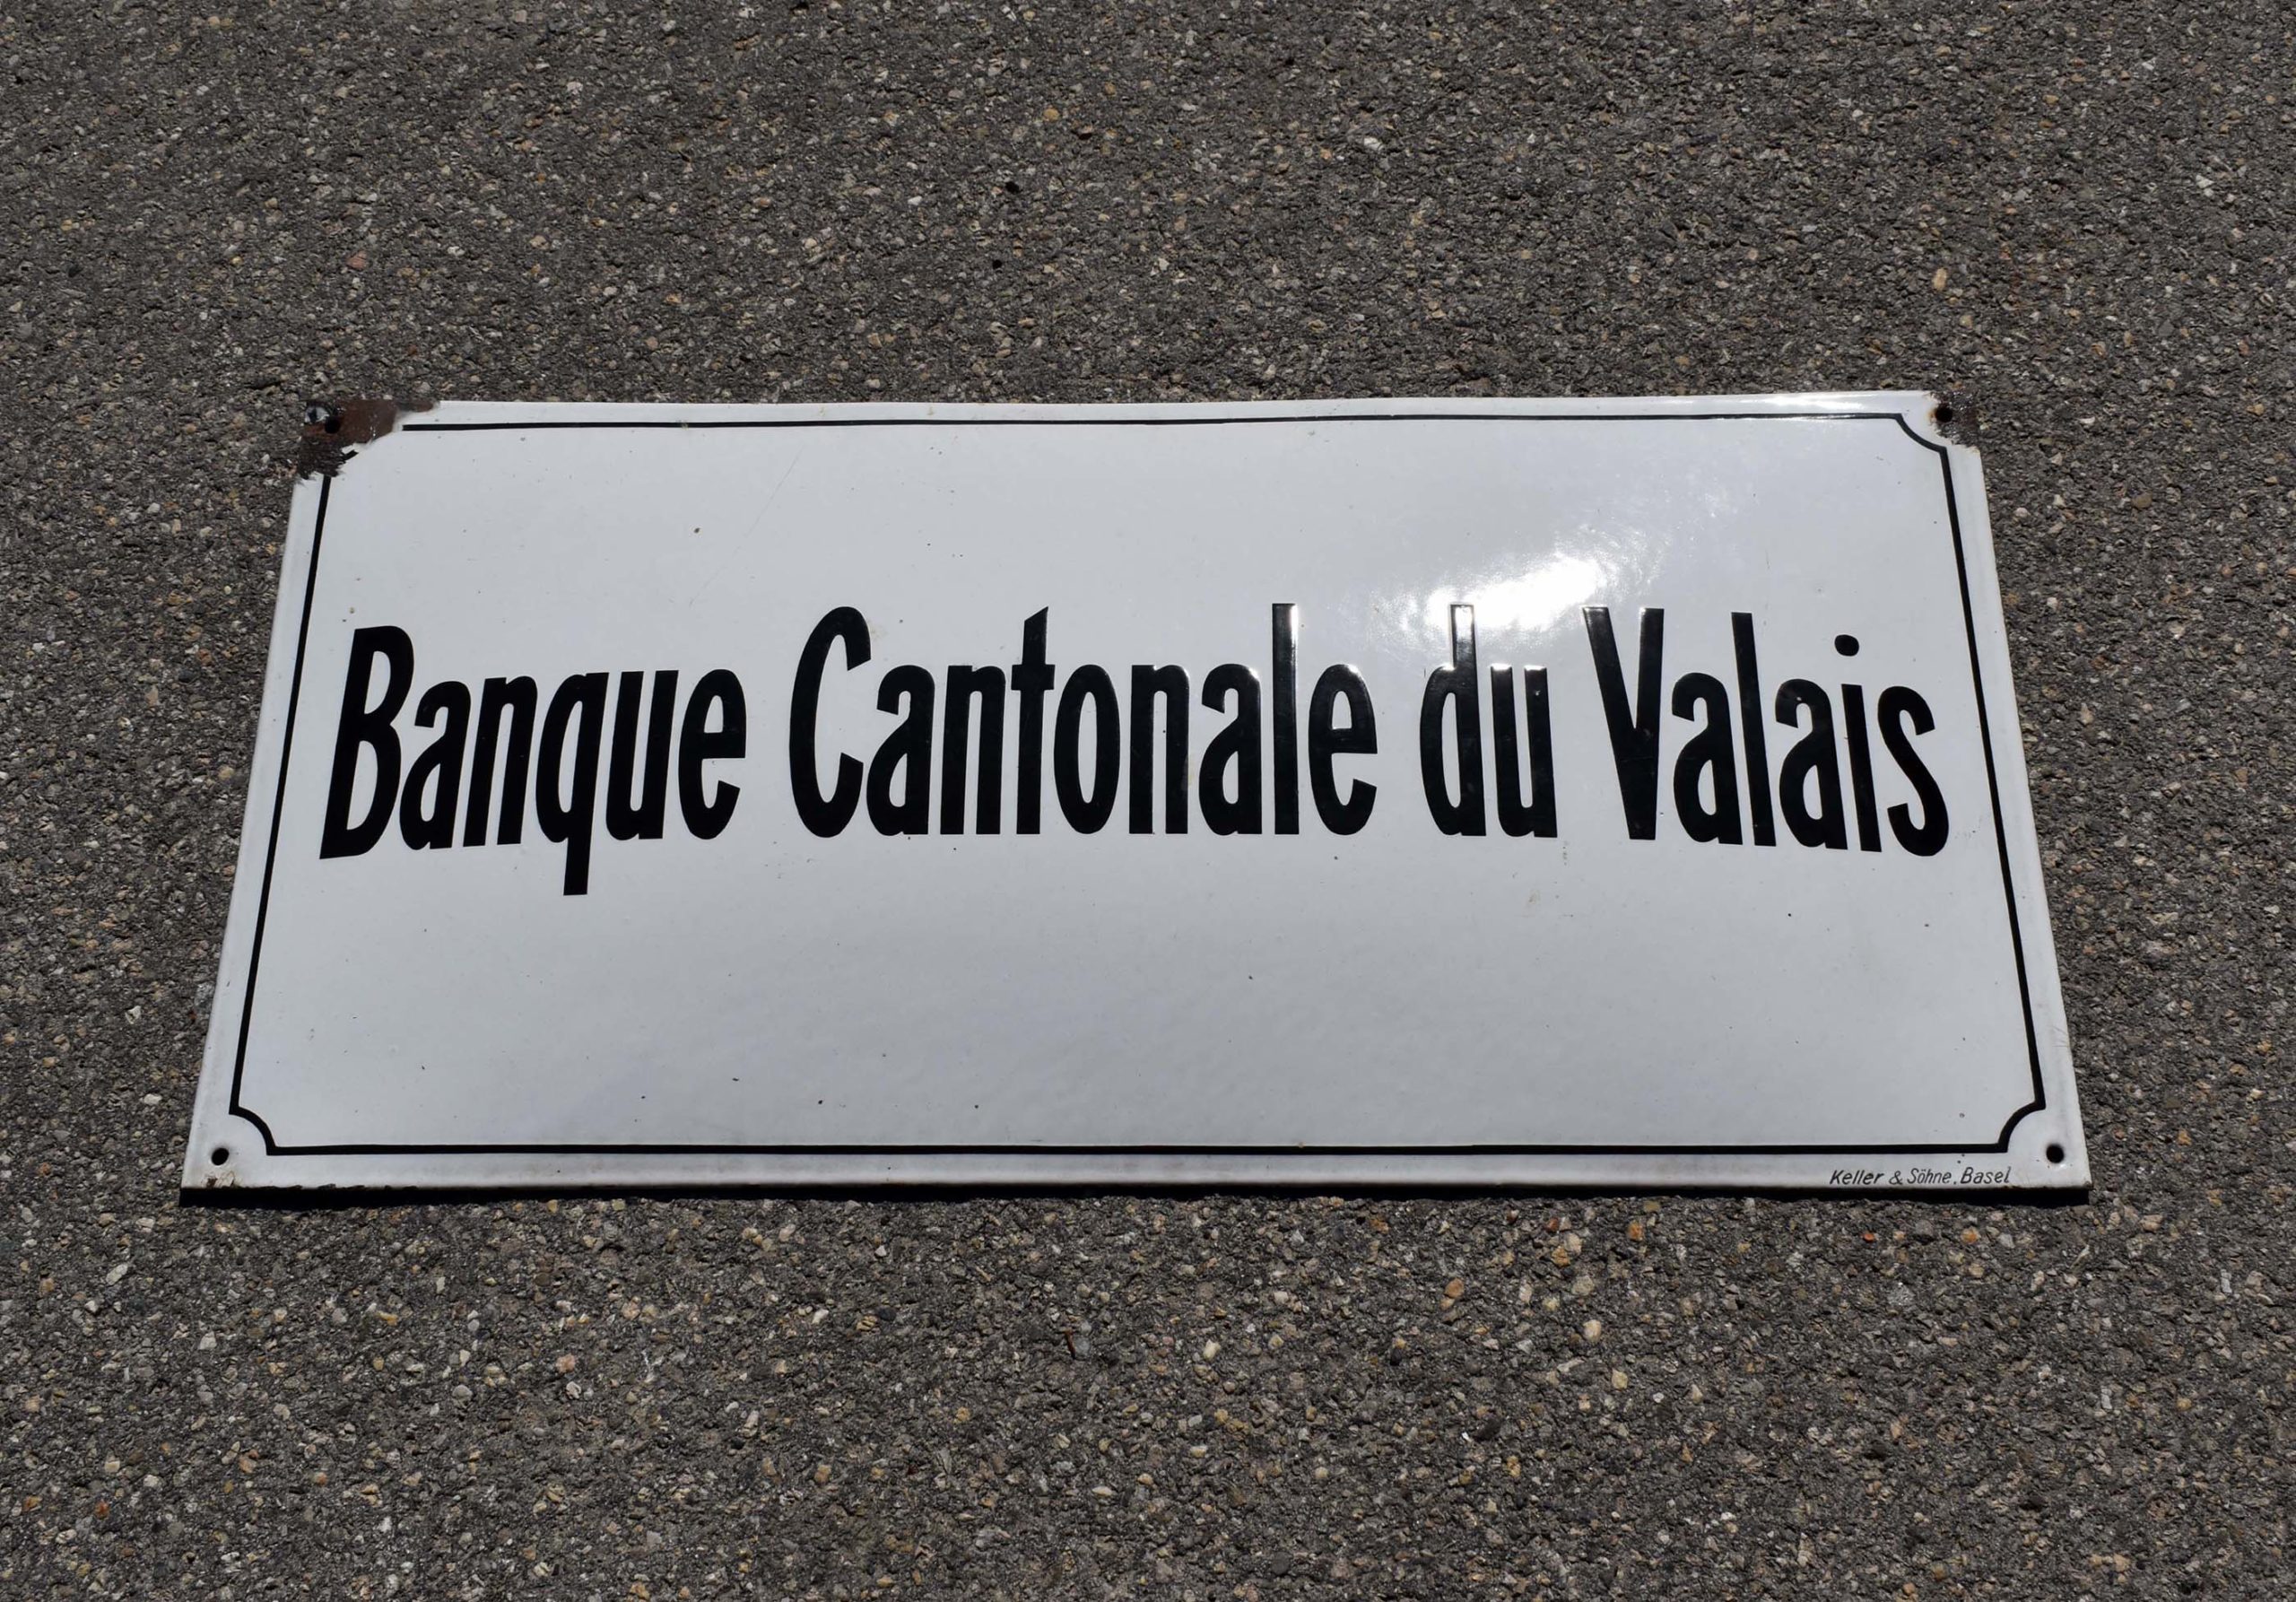 Banque Cantonale du Valais
Keller & Söhne. Basel